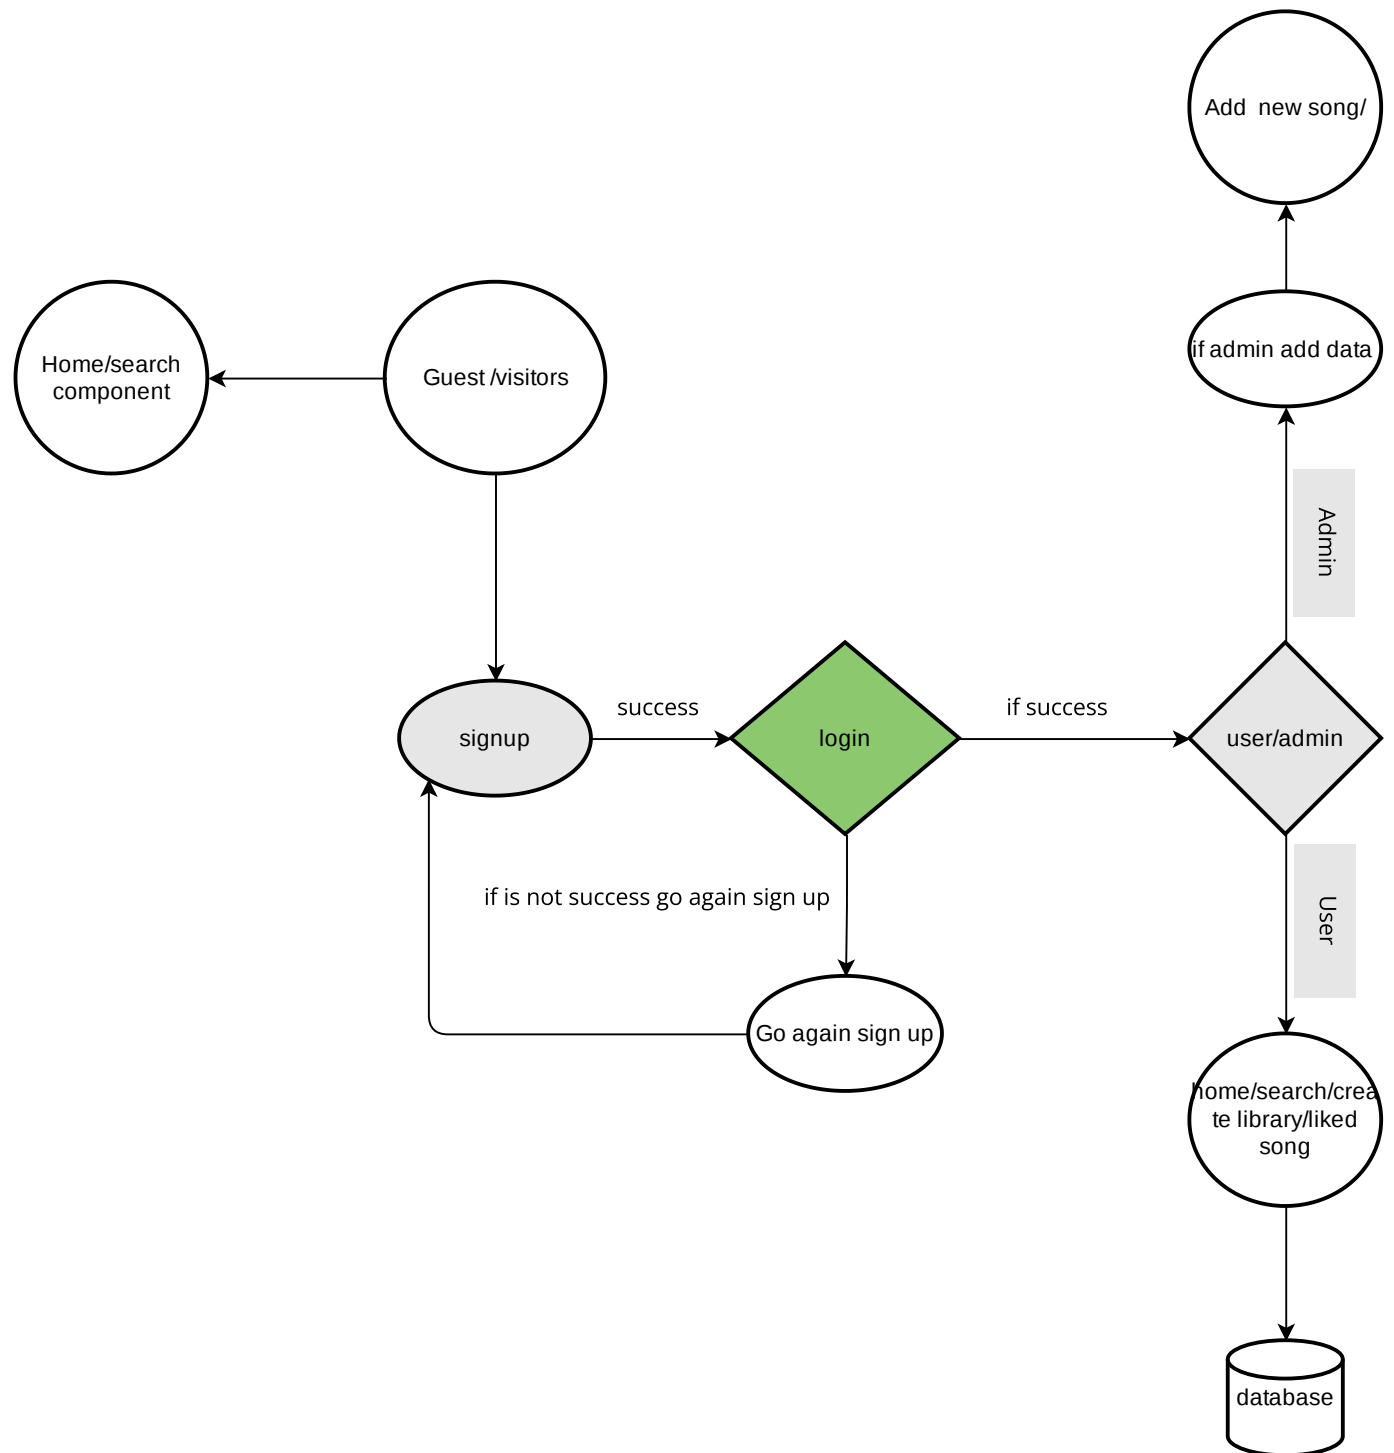 Add  new song/
if admin add data
Home/search
component
Guest /visitors
Admin
signup
success
login
if success
user/admin
if is not success go again sign up
User
Go again sign up
home/search/crea
te library/liked
song
database